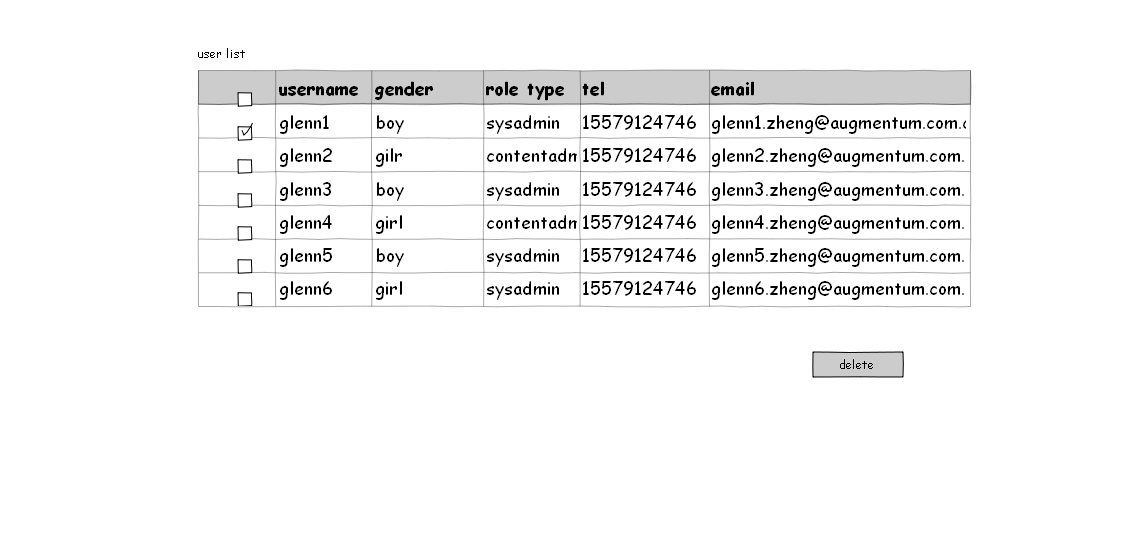 user list
username gender role type tel email
glenn1 boy sysadmin 15579124746 glenn1.zheng@augmentum.com.c
glenn2 gilr contentadm 15579124746 glenn2.zheng@augmentum.com.
glenn3 boy sysadmin 15579124746 glenn3.zheng@augmentum.com.
glenn4 girl contentadm 15579124746 glenn4.zheng@augmentum.com.
glenn5 boy sysadmin 15579124746 glenn5.zheng@augmentum.com.
glenn6 girl sysadmin 15579124746 glenn6.zheng@augmentum.com.
delete